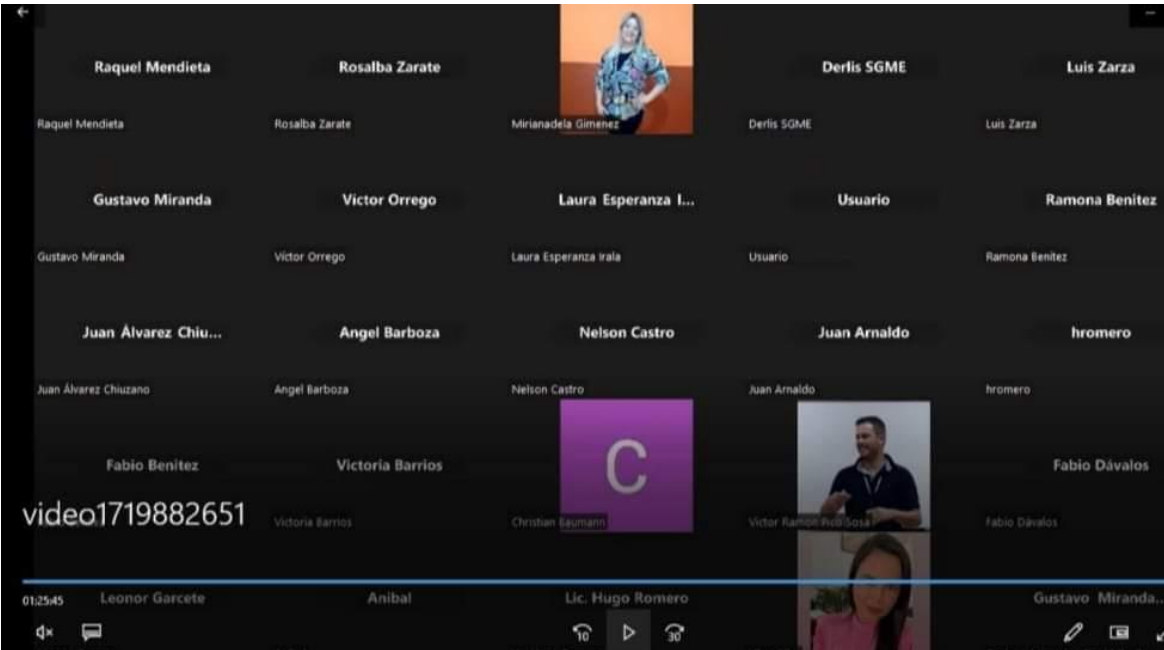 Raquel Mendieta
Rosalba Zarate
Derlis SGME
Luis Zarza
Raquel Mendieta
Rosalba Zarate
Mirianadela Gimenez
Derlis SGME
Luis Zarza
Gustavo Miranda
Victor Orrego
Laura Esperanza I...
Usuario
Ramona Benitez
Gustavo Miranda
Víctor Orrego
Laura Esperanza Irala
Usuario
Ramona Benitez
Juan Álvarez Chiu...
Angel Barboza
Nelson Castro
Juan Arnaldo
hromero
Juan Álvarez Chiuzano
Angel Barboza
Nelson Castro
Juan Arnaldo
hromero
Fabio Benitez
Victoria Barrios
C
Fabio Dávalos
video1719882651
Victoria Barrios
Christian Baumann
Victor Ramon Pico Sosa
Fabio Dávalos
01:25:45
Leonor Garcete
Anibal
Lic. Hugo Romero
Gustavo Miranda...
10
30